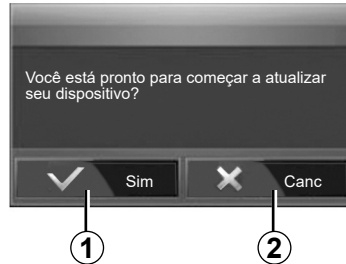 Você está pronto para começar a atualizar
seu dispositivo?
Sim
Canc
1
2